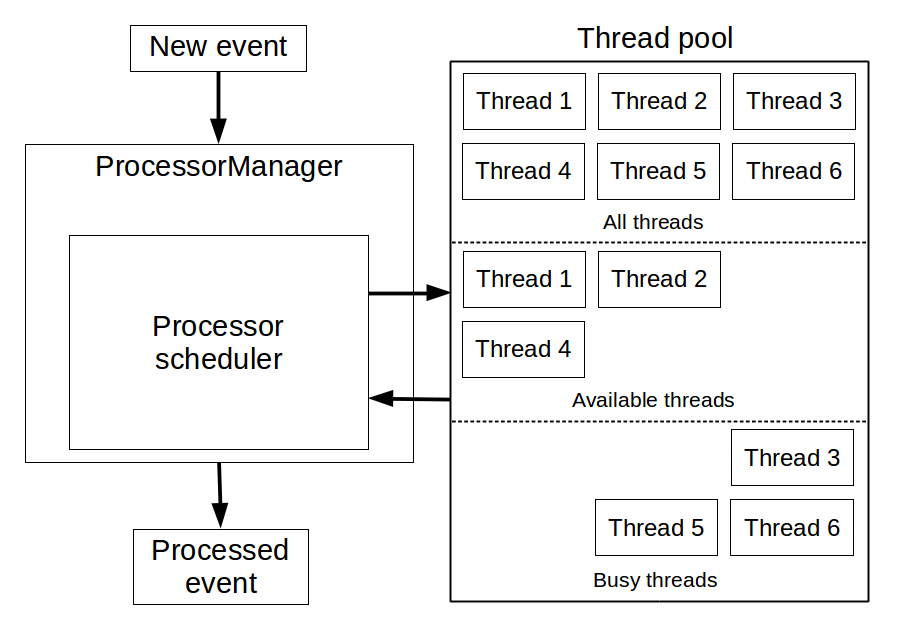 New event
ProcessorManager
Processor
scheduler
Processed
event
Thread pool
Thread 1 Thread 2 Thread 3
Thread 4 Thread 5 Thread 6
All threads
Thread 1 Thread 2
Thread 4
Available threads
Thread 3
Thread 5 Thread 6
Busy threads